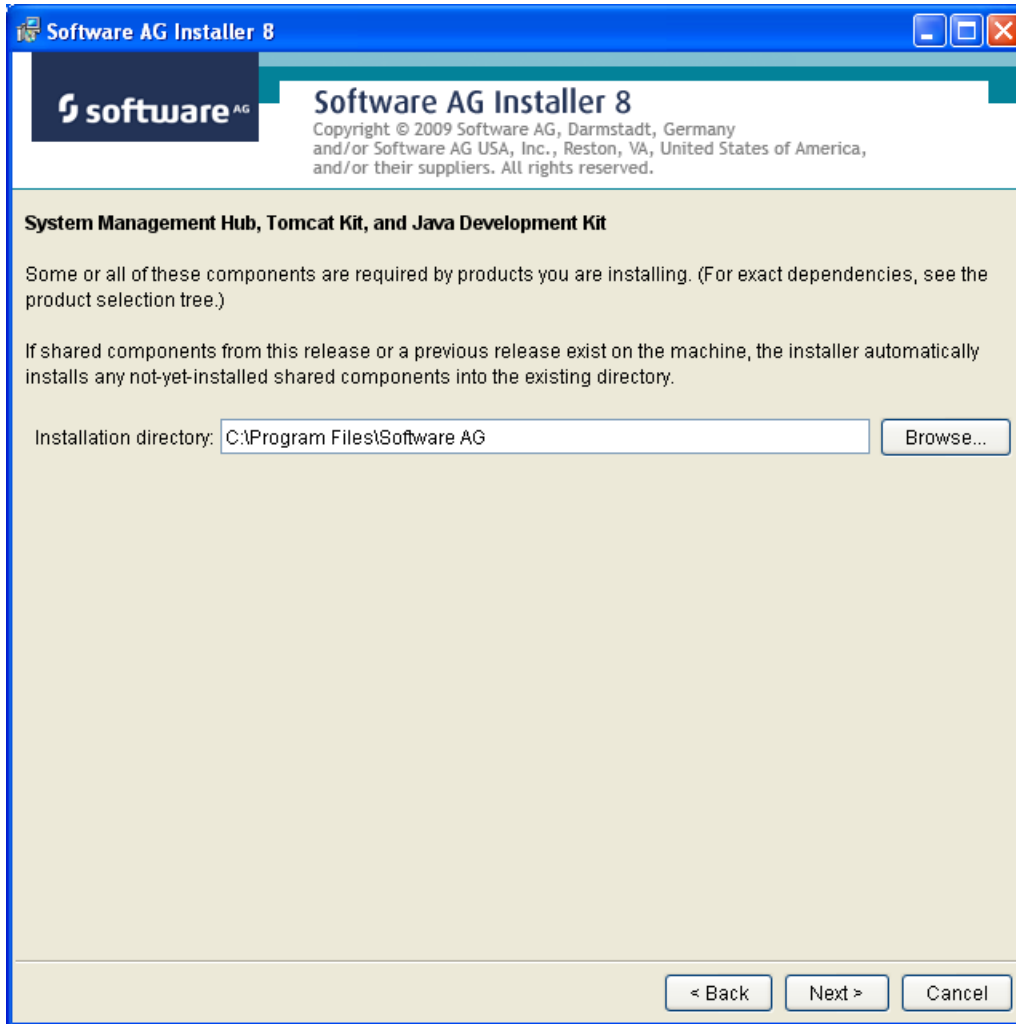 Software AG Installer 8
software AG
Software AG Installer 8
Copyright © 2009 Software AG, Darmstadt, Germany
and/or Software AG USA, Inc., Reston, VA, United States of America,
and/or their suppliers. All rights reserved.
System Management Hub, Tomcat Kit, and Java Development Kit
Some or all of these components are required by products you are installing. (For exact dependencies, see the
product selection tree.)
If shared components from this release or a previous release exist on the machine, the installer automatically
installs any not-yet-installed shared components into the existing directory.
Installation directory: C:\Program Files\Software AG Browse...
< Back Next > Cancel